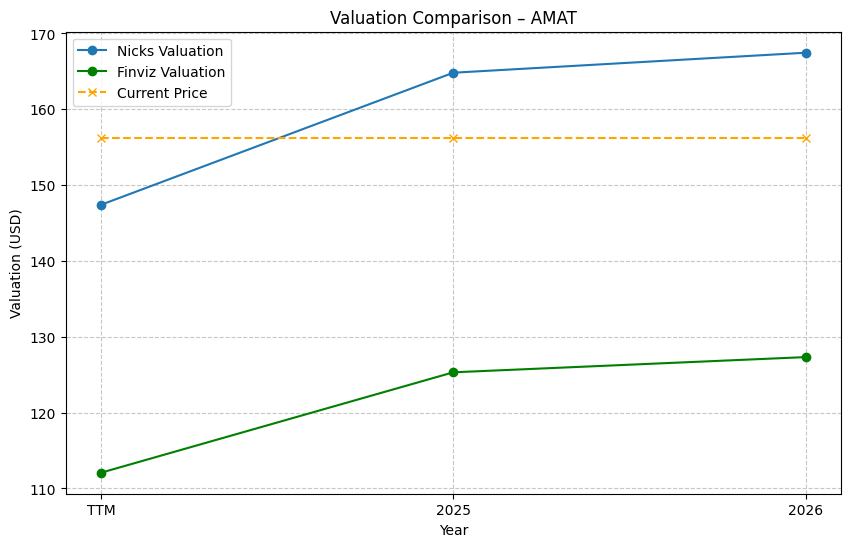 Valuation Comparison – AMAT
Nicks Valuation
Finviz Valuation
Current Price
Valuation (USD)
170
160
150
140
130
120
110
TTM
2025
2026
Year